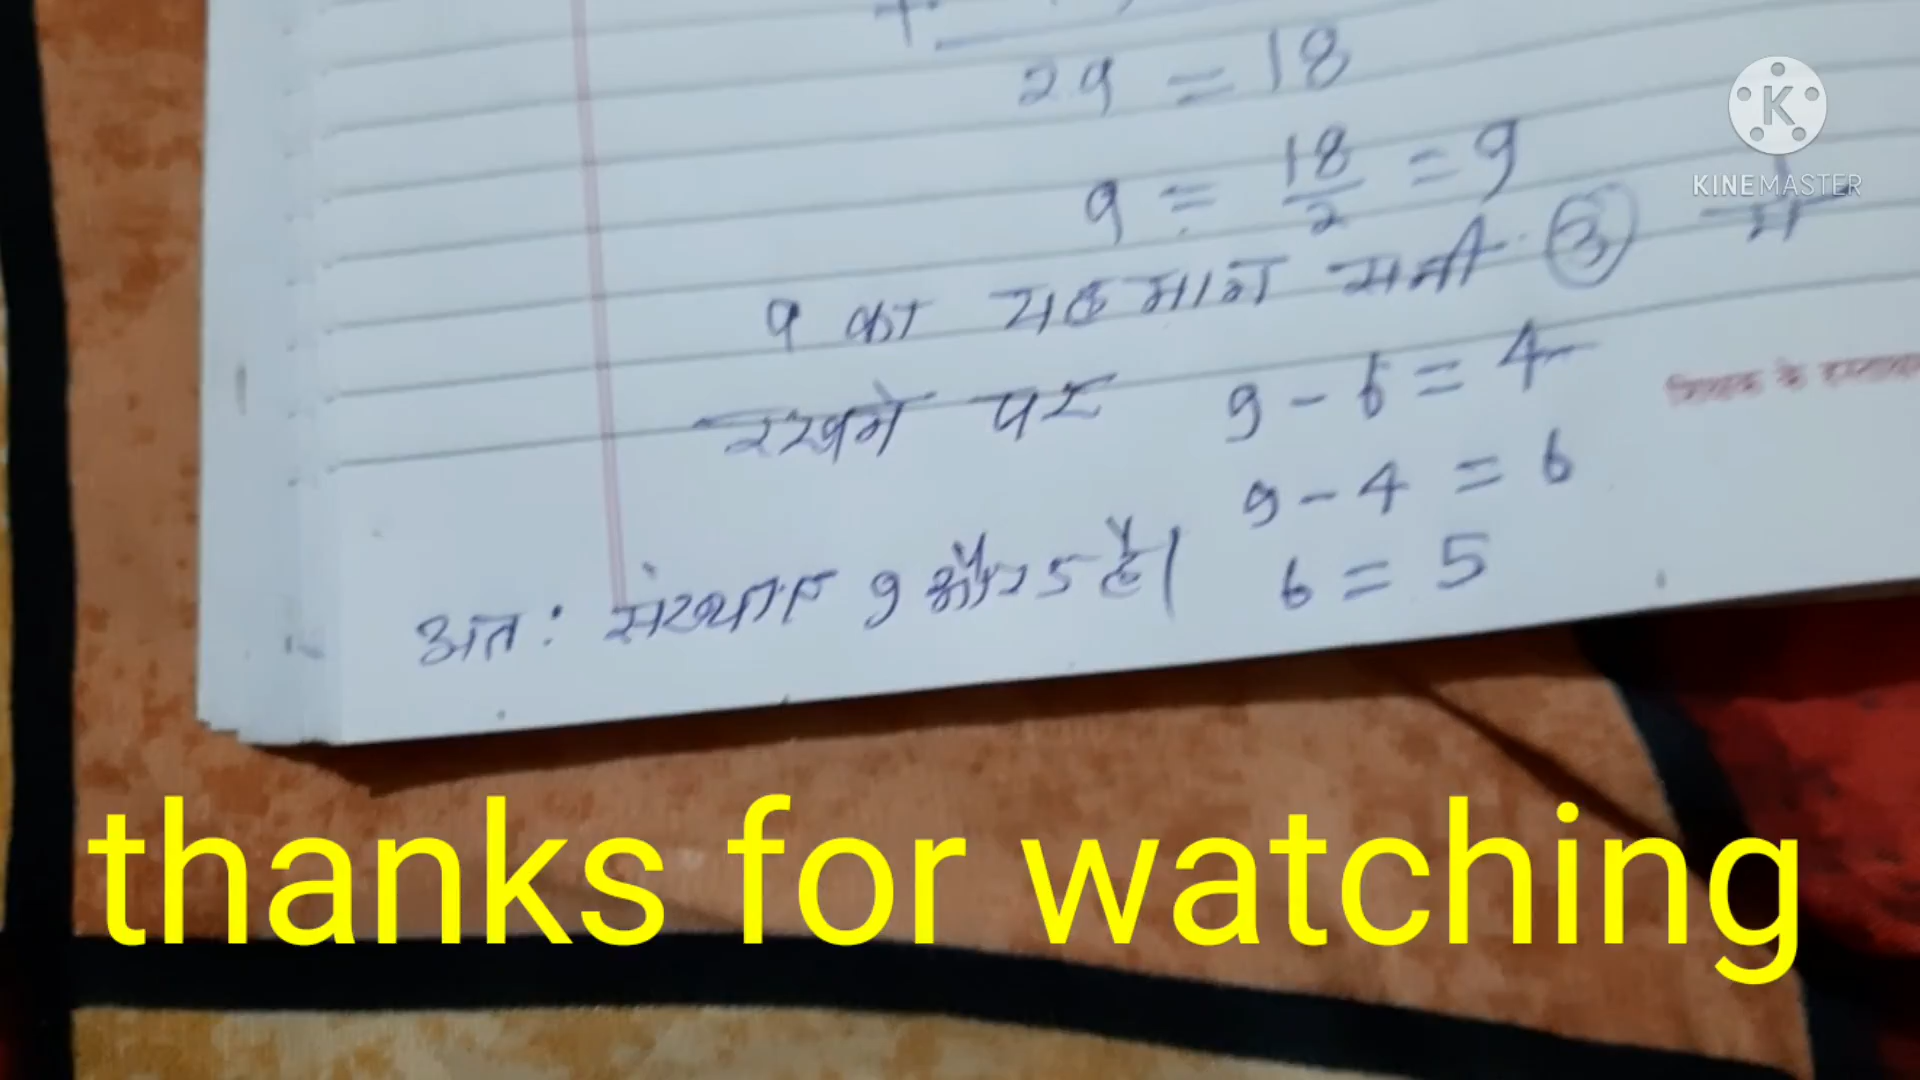 2a = 18
a = 18/2 = 9
a का यह मान समी. ③ में
रखने पर 9 - b = 4
9 - 4 = b
b = 5
अतः संख्याएँ 9 और 5 हैं।
KINEMASTER
thanks for watching